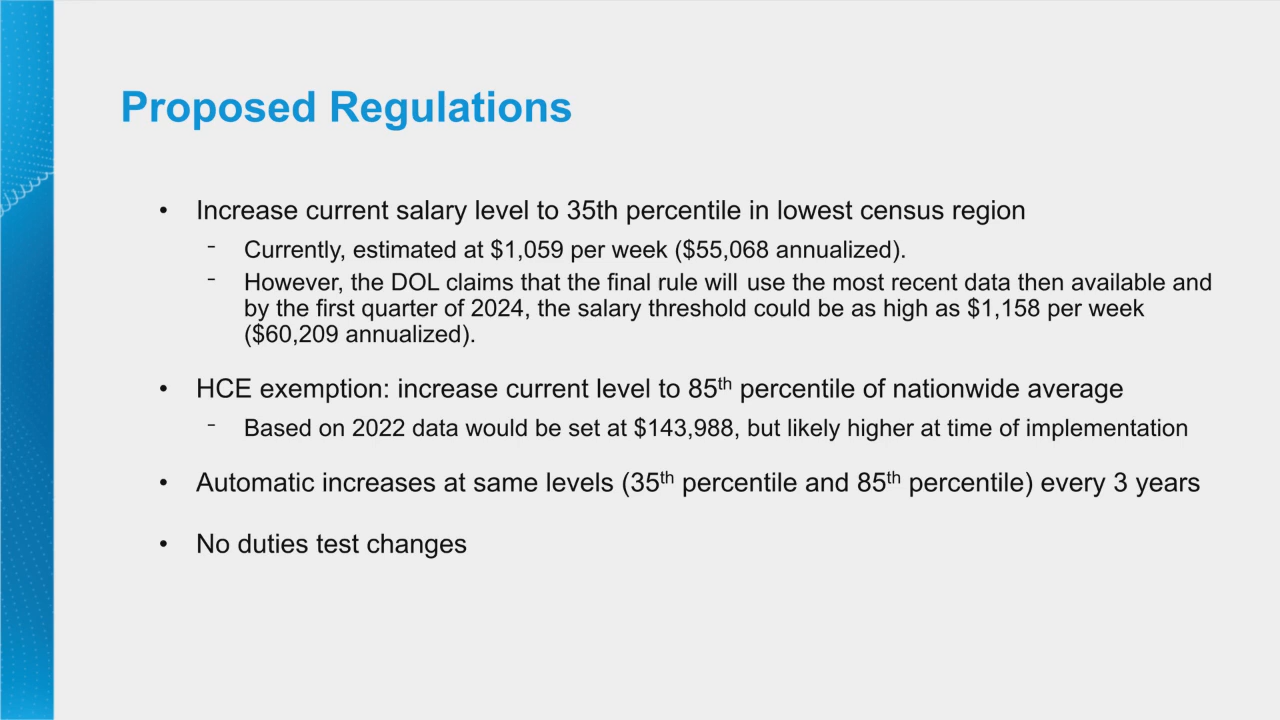 Proposed Regulations
• Increase current salary level to 35th percentile in lowest census region
- Currently, estimated at $1,059 per week ($55,068 annualized).
- However, the DOL claims that the final rule will use the most recent data then available and
by the first quarter of 2024, the salary threshold could be as high as $1,158 per week
($60,209 annualized).
• HCE exemption: increase current level to 85th percentile of nationwide average
- Based on 2022 data would be set at $143,988, but likely higher at time of implementation
• Automatic increases at same levels (35th percentile and 85th percentile) every 3 years
• No duties test changes